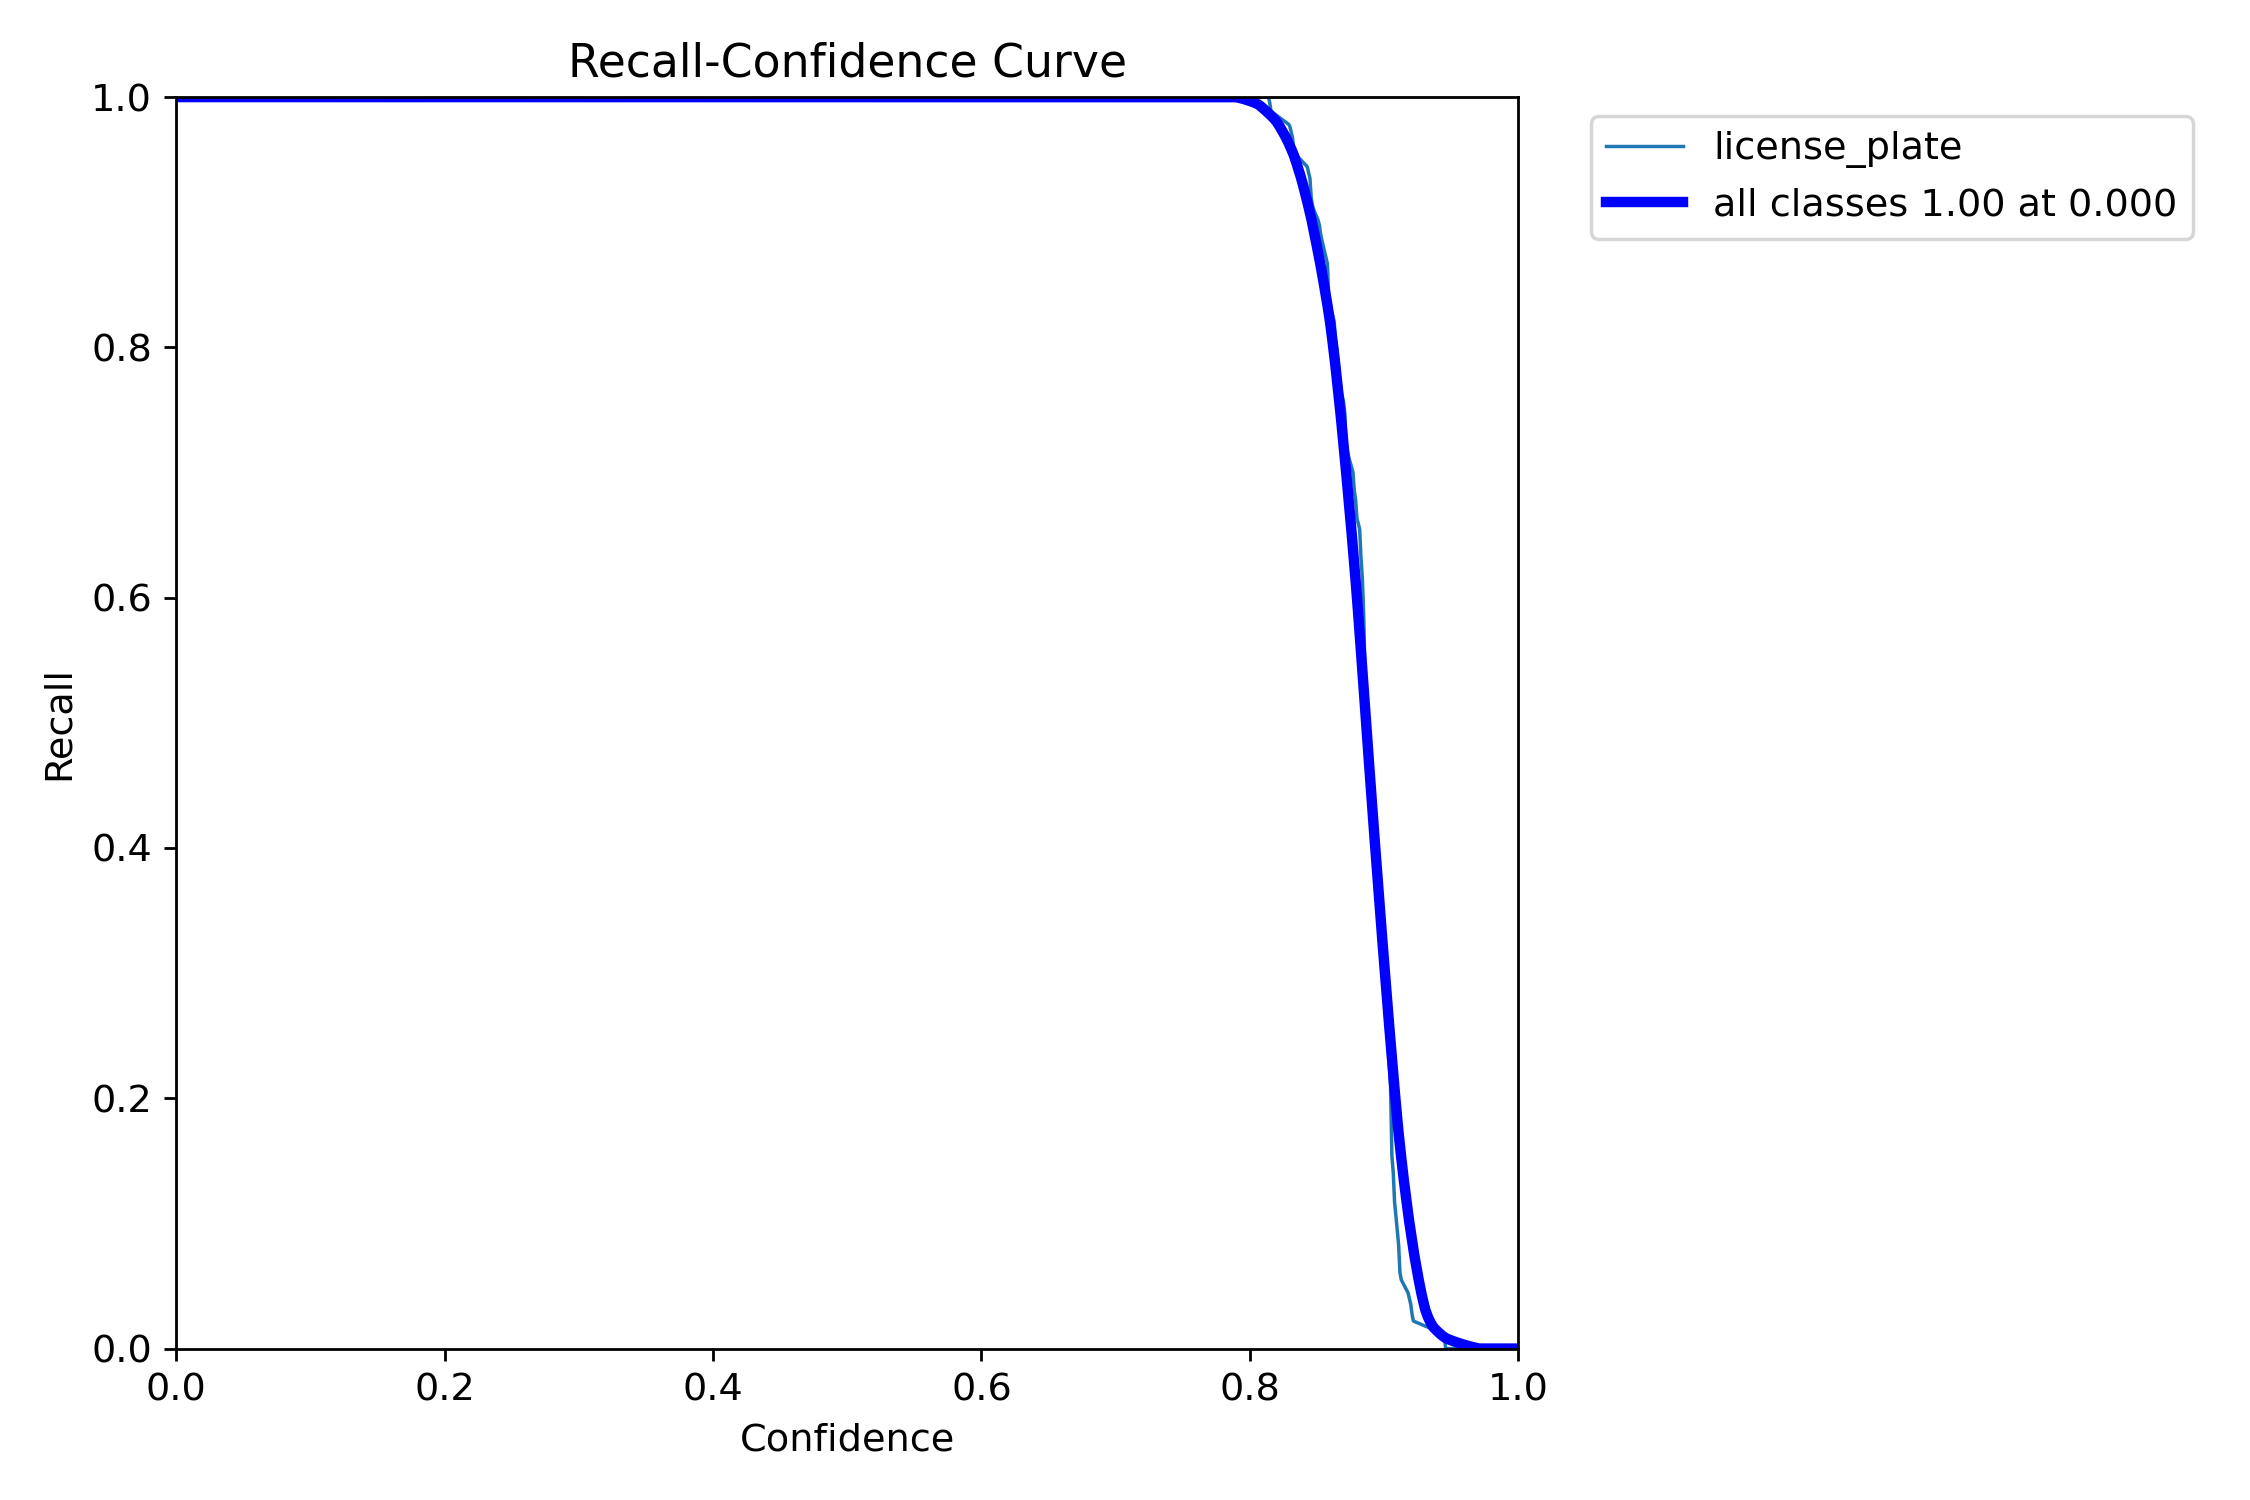 Recall-Confidence Curve
1.0
0.8
0.6
0.4
0.2
0.0
Recall
0.0 0.2 0.4 0.6 0.8 1.0
Confidence
license_plate
all classes 1.00 at 0.000